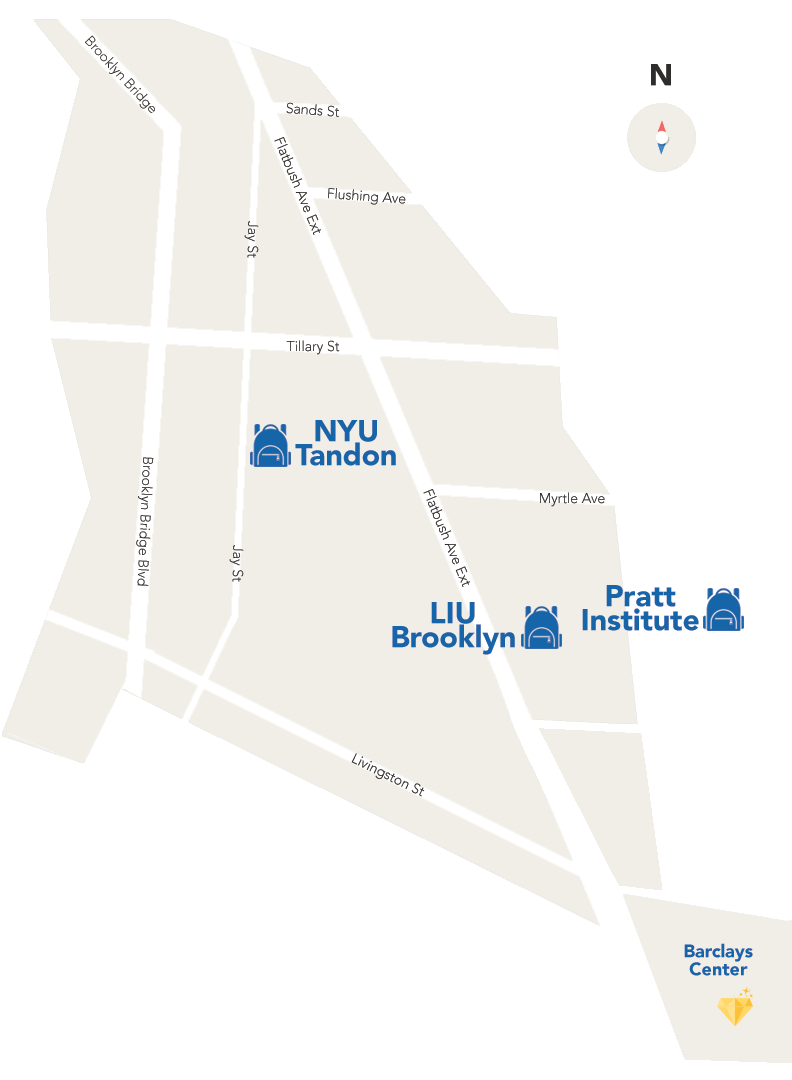 N
Brooklyn Bridge
Sands St
Flatbush Ave Ext
Flushing Ave
Jay St
Tillary St
NYU
Tandon
Brooklyn Bridge Blvd
Flatbush Ave Ext
Myrtle Ave
Jay St
LIU
Brooklyn
Pratt
Institute
Livingston St
Barclays
Center